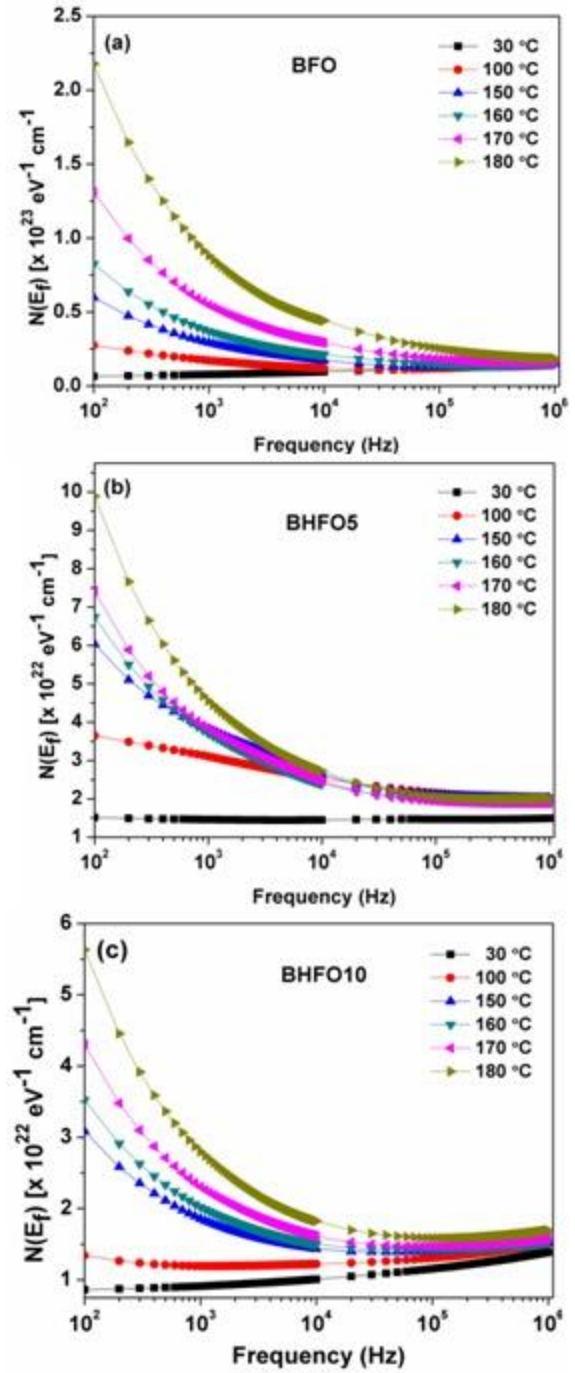 (a)
BFO
30 °C
100 °C
150 °C
160 °C
170 °C
180 °C
N(E_f) [x 10^23 eV^-1 cm^-1)
2.5
2.0
1.5
1.0
0.5
0.0
10^2 10^3 10^4 10^5 10^6
Frequency (Hz)
(b)
BHFO5
30 °C
100 °C
150 °C
160 °C
170 °C
180 °C
N(E_f) [x 10^22 eV^-1 cm^-1]
10
9
8
7
6
5
4
3
2
1
10^2 10^3 10^4 10^5 10^6
Frequency (Hz)
(c)
BHFO10
30 °C
100 °C
150 °C
160 °C
170 °C
180 °C
N(E_f) [x 10^22 eV^-1 cm^-1]
6
5
4
3
2
1
10^2 10^3 10^4 10^5 10^6
Frequency (Hz)